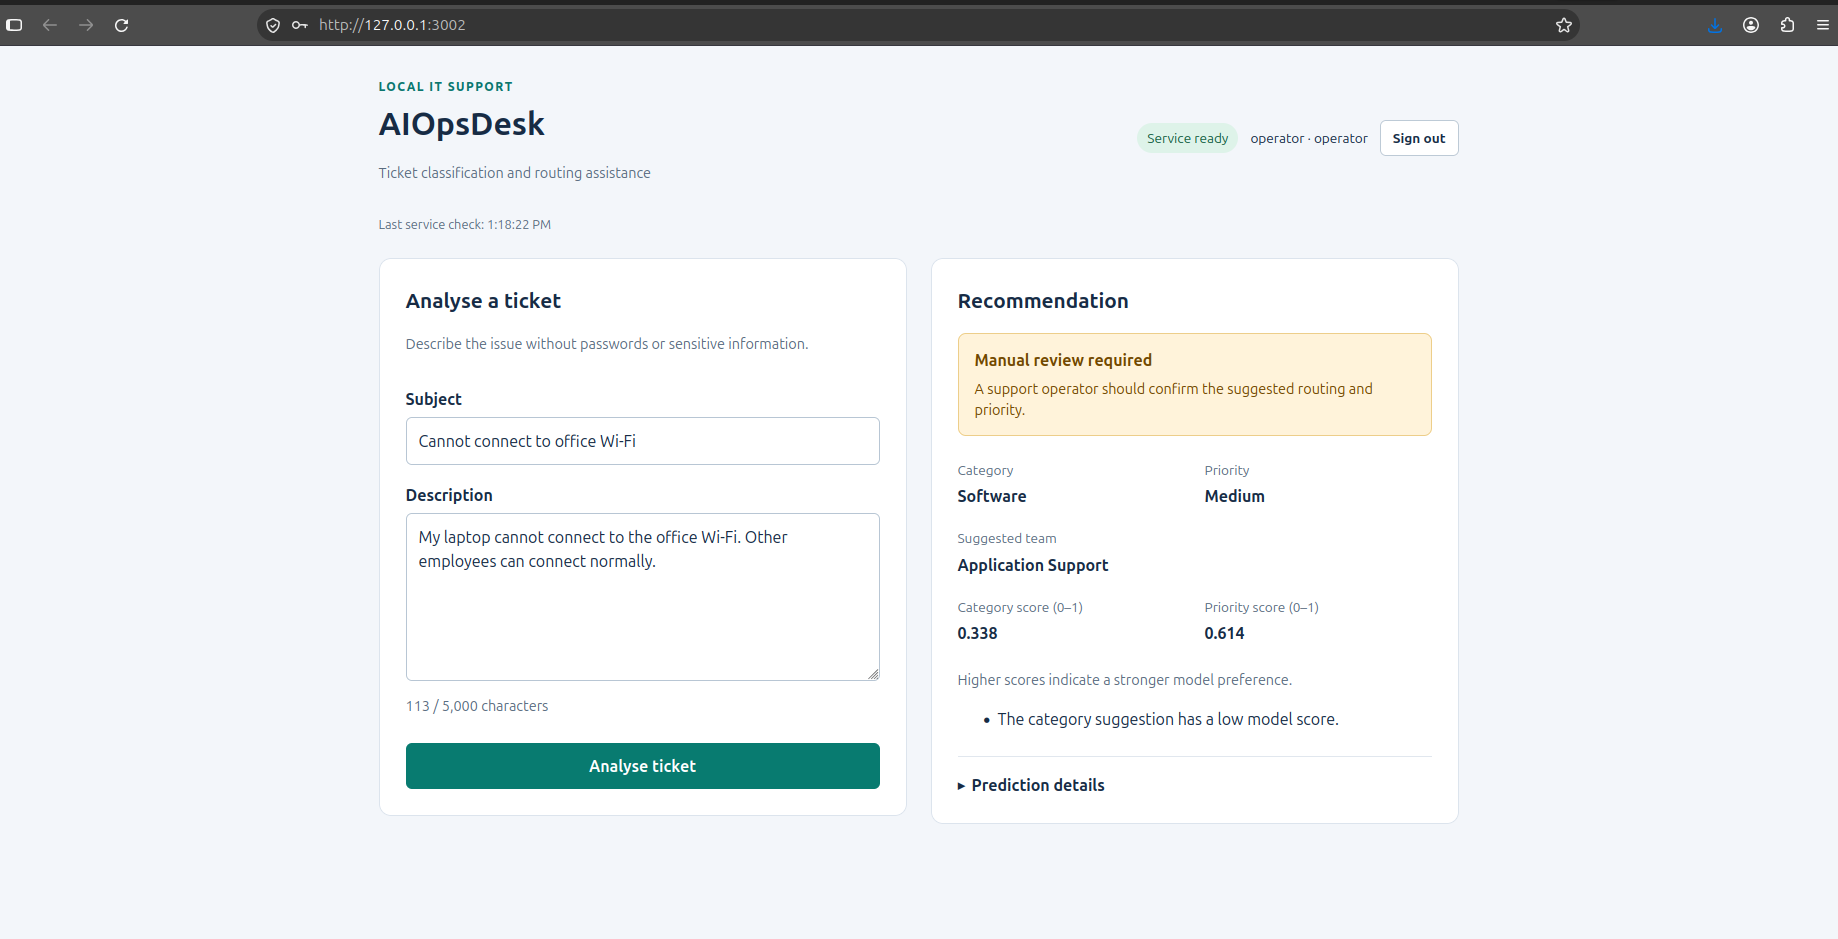 http://127.0.0.1:3002
LOCAL IT SUPPORT
AIOpsDesk
Ticket classification and routing assistance
Service ready
operator · operator
Sign out
Last service check: 1:18:22 PM
Analyse a ticket
Describe the issue without passwords or sensitive information.
Subject
Cannot connect to office Wi-Fi
Description
My laptop cannot connect to the office Wi-Fi. Other
employees can connect normally.
113 / 5,000 characters
Analyse ticket
Recommendation
Manual review required
A support operator should confirm the suggested routing and
priority.
Category
Software
Priority
Medium
Suggested team
Application Support
Category score (0–1)
0.338
Priority score (0–1)
0.614
Higher scores indicate a stronger model preference.
• The category suggestion has a low model score.
▸ Prediction details